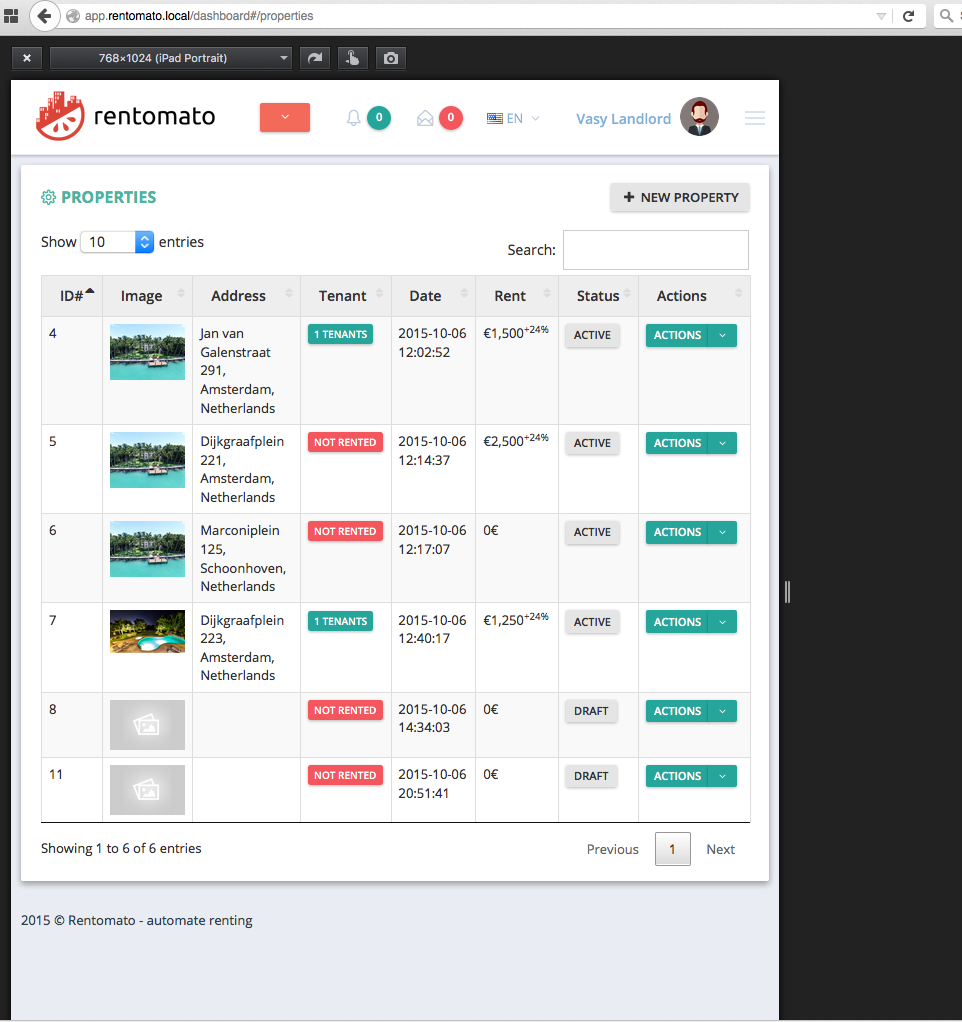 app.rentomato.local/dashboard#/properties
768×1024 (iPad Portrait)
rentomato
0
0
EN
Vasy Landlord
PROPERTIES
+ NEW PROPERTY
Show 10 entries
Search:
ID# Image Address Tenant Date Rent Status Actions
4 Jan van 1 TENANTS 2015-10-06 €1,500+24% ACTIVE ACTIONS
Galenstraat 12:02:52
291,
Amsterdam,
Netherlands
5 Dijkgraafplein NOT RENTED 2015-10-06 €2,500+24% ACTIVE ACTIONS
221, 12:14:37
Amsterdam,
Netherlands
6 Marconiplein NOT RENTED 2015-10-06 0€ ACTIVE ACTIONS
125, 12:17:07
Schoonhoven,
Netherlands
7 Dijkgraafplein 1 TENANTS 2015-10-06 €1,250+24% ACTIVE ACTIONS
223, 12:40:17
Amsterdam,
Netherlands
8 NOT RENTED 2015-10-06 0€ DRAFT ACTIONS
14:34:03
11 NOT RENTED 2015-10-06 0€ DRAFT ACTIONS
20:51:41
Showing 1 to 6 of 6 entries
Previous 1 Next
2015 © Rentomato - automate renting